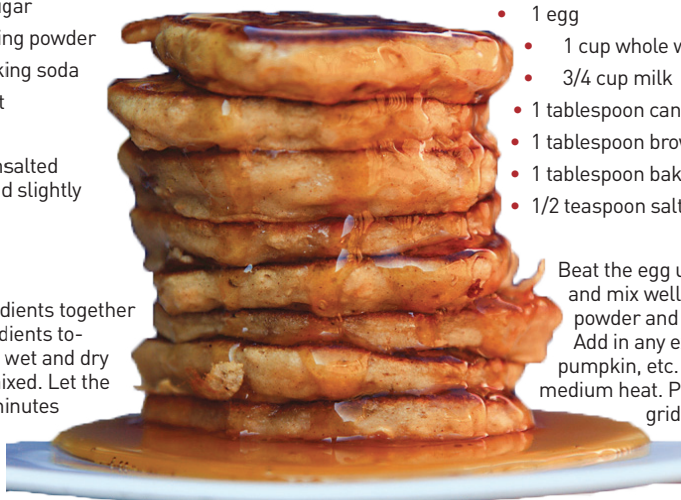 gar
ing powder
king soda
t
nsalted
d slightly
dients together
dients to-
wet and dry
ixed. Let the
minutes
• 1 egg
• 1 cup whole w
• 3/4 cup milk
• 1 tablespoon can
• 1 tablespoon brow
• 1 tablespoon bak
• 1/2 teaspoon salt
Beat the egg u
and mix well
powder and
Add in any e
pumpkin, etc.
medium heat. P
grid